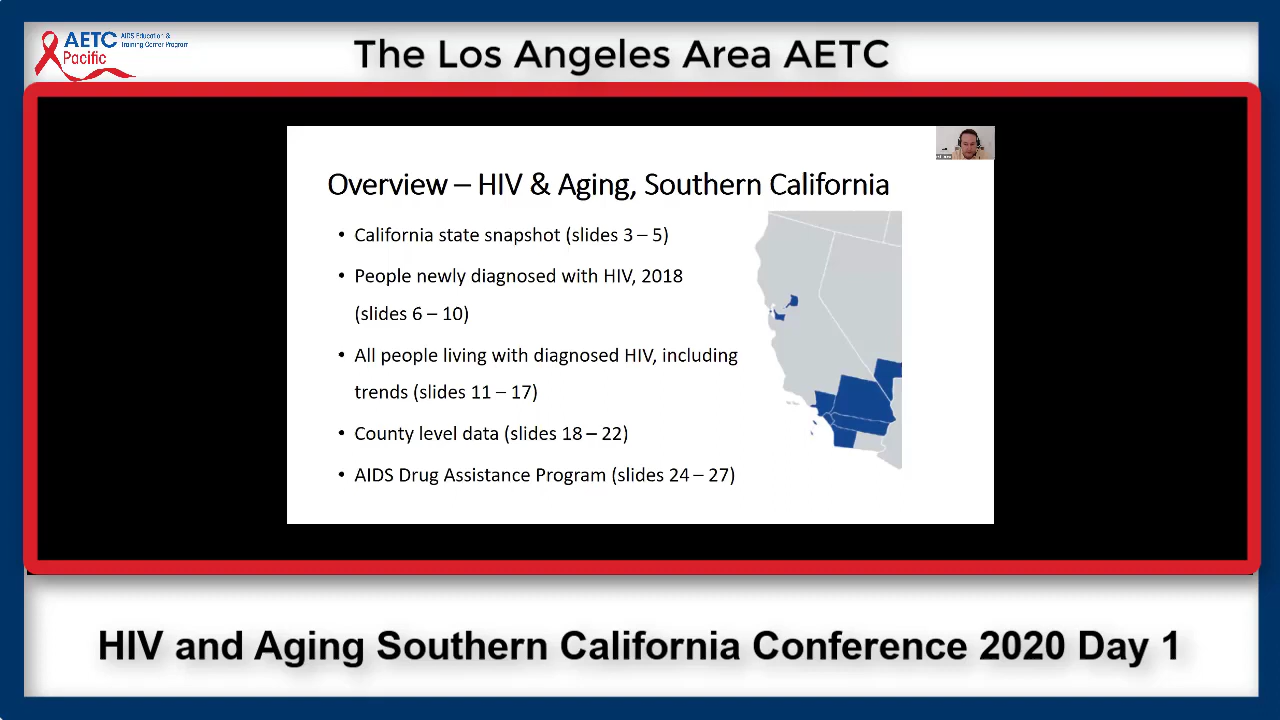 AETC
AIDS Education &
Training Center Program
Pacific
The Los Angeles Area AETC
Overview – HIV & Aging, Southern California
• California state snapshot (slides 3 – 5)
• People newly diagnosed with HIV, 2018
(slides 6 – 10)
• All people living with diagnosed HIV, including
trends (slides 11 – 17)
• County level data (slides 18 – 22)
• AIDS Drug Assistance Program (slides 24 – 27)
HIV and Aging Southern California Conference 2020 Day 1